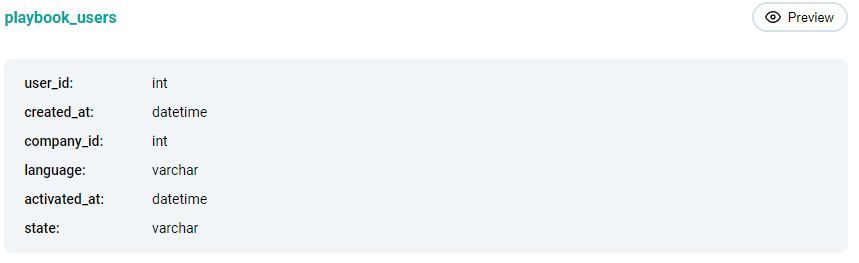 playbook_users
Preview
user_id: int
created_at: datetime
company_id: int
language: varchar
activated_at: datetime
state: varchar